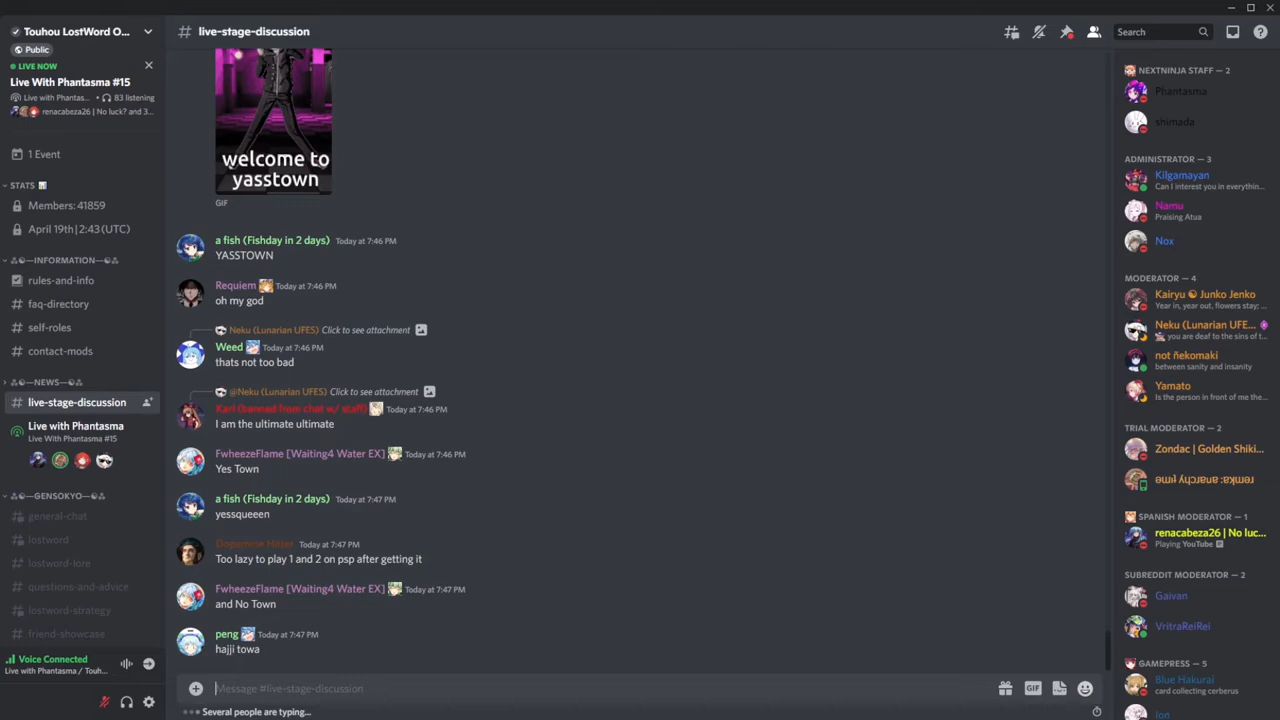 Touhou LostWord O...
Public
LIVE NOW
Live With Phantasma #15
Live with Phantas... • 83 listening
renacabeza26 | No luck? and 3...
1 Event
STATS
Members: 41859
April 19th | 2:43 (UTC)
—INFORMATION—
rules-and-info
# faq-directory
# self-roles
# contact-mods
—NEWS—
# live-stage-discussion
Live with Phantasma
Live With Phantasma #15
—GENSOKYO—
general-chat
lostword
lostword-lore
questions-and-advice
lostword-strategy
friend-showcase
Voice Connected
Live with Phantasma / Touh...
# live-stage-discussion
Search
welcome to
yasstown
GIF
a fish (Fishday in 2 days) Today at 7:46 PM
YASSTOWN
Requiem Today at 7:46 PM
oh my god
Neku (Lunarian UFES) Click to see attachment
Weed Today at 7:46 PM
thats not too bad
@Neku (Lunarian UFES) Click to see attachment
Karl (banned from chat w/ staff) Today at 7:46 PM
I am the ultimate ultimate
FwheezeFlame [Waiting4 Water EX] Today at 7:46 PM
Yes Town
a fish (Fishday in 2 days) Today at 7:47 PM
yessqueeen
Dopamine Hitter Today at 7:47 PM
Too lazy to play 1 and 2 on psp after getting it
FwheezeFlame [Waiting4 Water EX] Today at 7:47 PM
and No Town
peng Today at 7:47 PM
hajji towa
Message #live-stage-discussion
GIF
Several people are typing...
NEXTNINJA STAFF — 2
Phantasma
shimada
ADMINISTRATOR — 3
Kilgamayan
Can I interest you in everythin...
Namu
Praising Atua
Nox
MODERATOR — 4
Kairyu ☯ Junko Jenko
Year in, year out, flowers stay; ...
Neku (Lunarian UFE...
you are deaf to the sins of t...
not ñekomaki
between sanity and insanity
Yamato
Is the person in front of me the...
TRIAL MODERATOR — 2
Zondac | Golden Shiki...
SPANISH MODERATOR — 1
renacabeza26 | No luc...
Playing YouTube
SUBREDDIT MODERATOR — 2
Gaivan
VritraReiRei
GAMEPRESS — 5
Blue Hakurai
card collecting cerberus
Ion